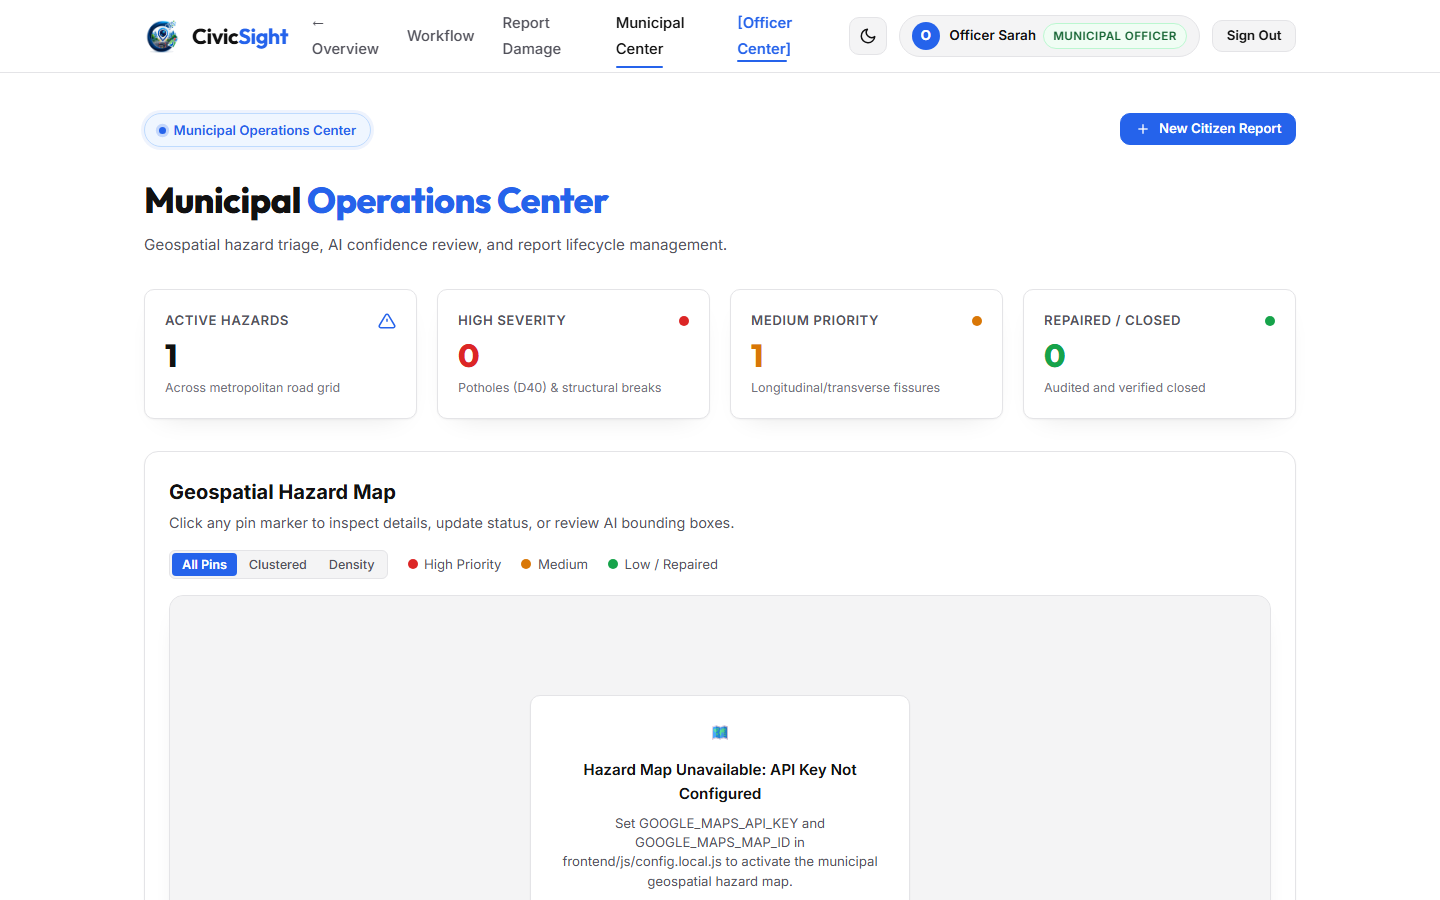 CivicSight
←
Overview
Workflow
Report
Damage
Municipal
Center
[Officer
Center]
O
Officer Sarah
MUNICIPAL OFFICER
Sign Out
Municipal Operations Center
+ New Citizen Report
Municipal Operations Center
Geospatial hazard triage, AI confidence review, and report lifecycle management.
ACTIVE HAZARDS
1
Across metropolitan road grid
HIGH SEVERITY
0
Potholes (D40) & structural breaks
MEDIUM PRIORITY
1
Longitudinal/transverse fissures
REPAIRED / CLOSED
0
Audited and verified closed
Geospatial Hazard Map
Click any pin marker to inspect details, update status, or review AI bounding boxes.
All Pins
Clustered
Density
High Priority
Medium
Low / Repaired
Hazard Map Unavailable: API Key Not
Configured
Set GOOGLE_MAPS_API_KEY and
GOOGLE_MAPS_MAP_ID in
frontend/js/config.local.js to activate the municipal
geospatial hazard map.